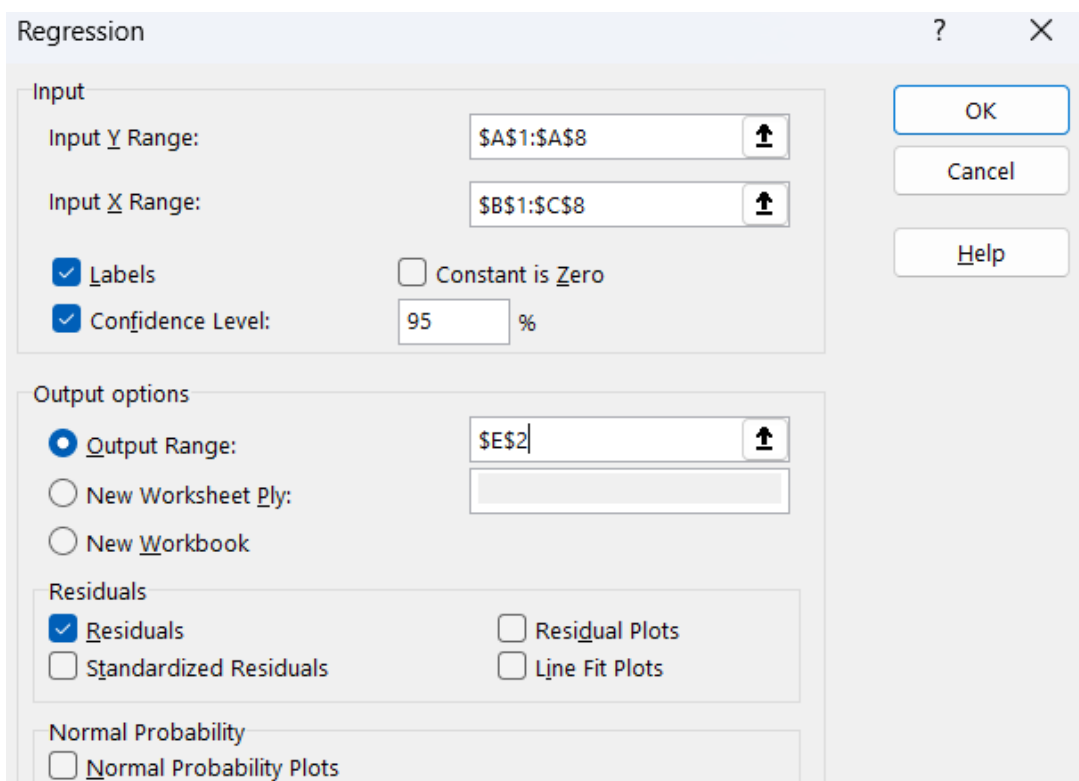 Regression ?
Input
OK
Input Y Range: $A$1:$A$8
Cancel
Input X Range: $B$1:$C$8
Help
Labels Constant is Zero
Confidence Level: 95 %
Output options
Output Range: $E$2
New Worksheet Ply:
New Workbook
Residuals
Residuals Residual Plots
Standardized Residuals Line Fit Plots
Normal Probability
Normal Probability Plots